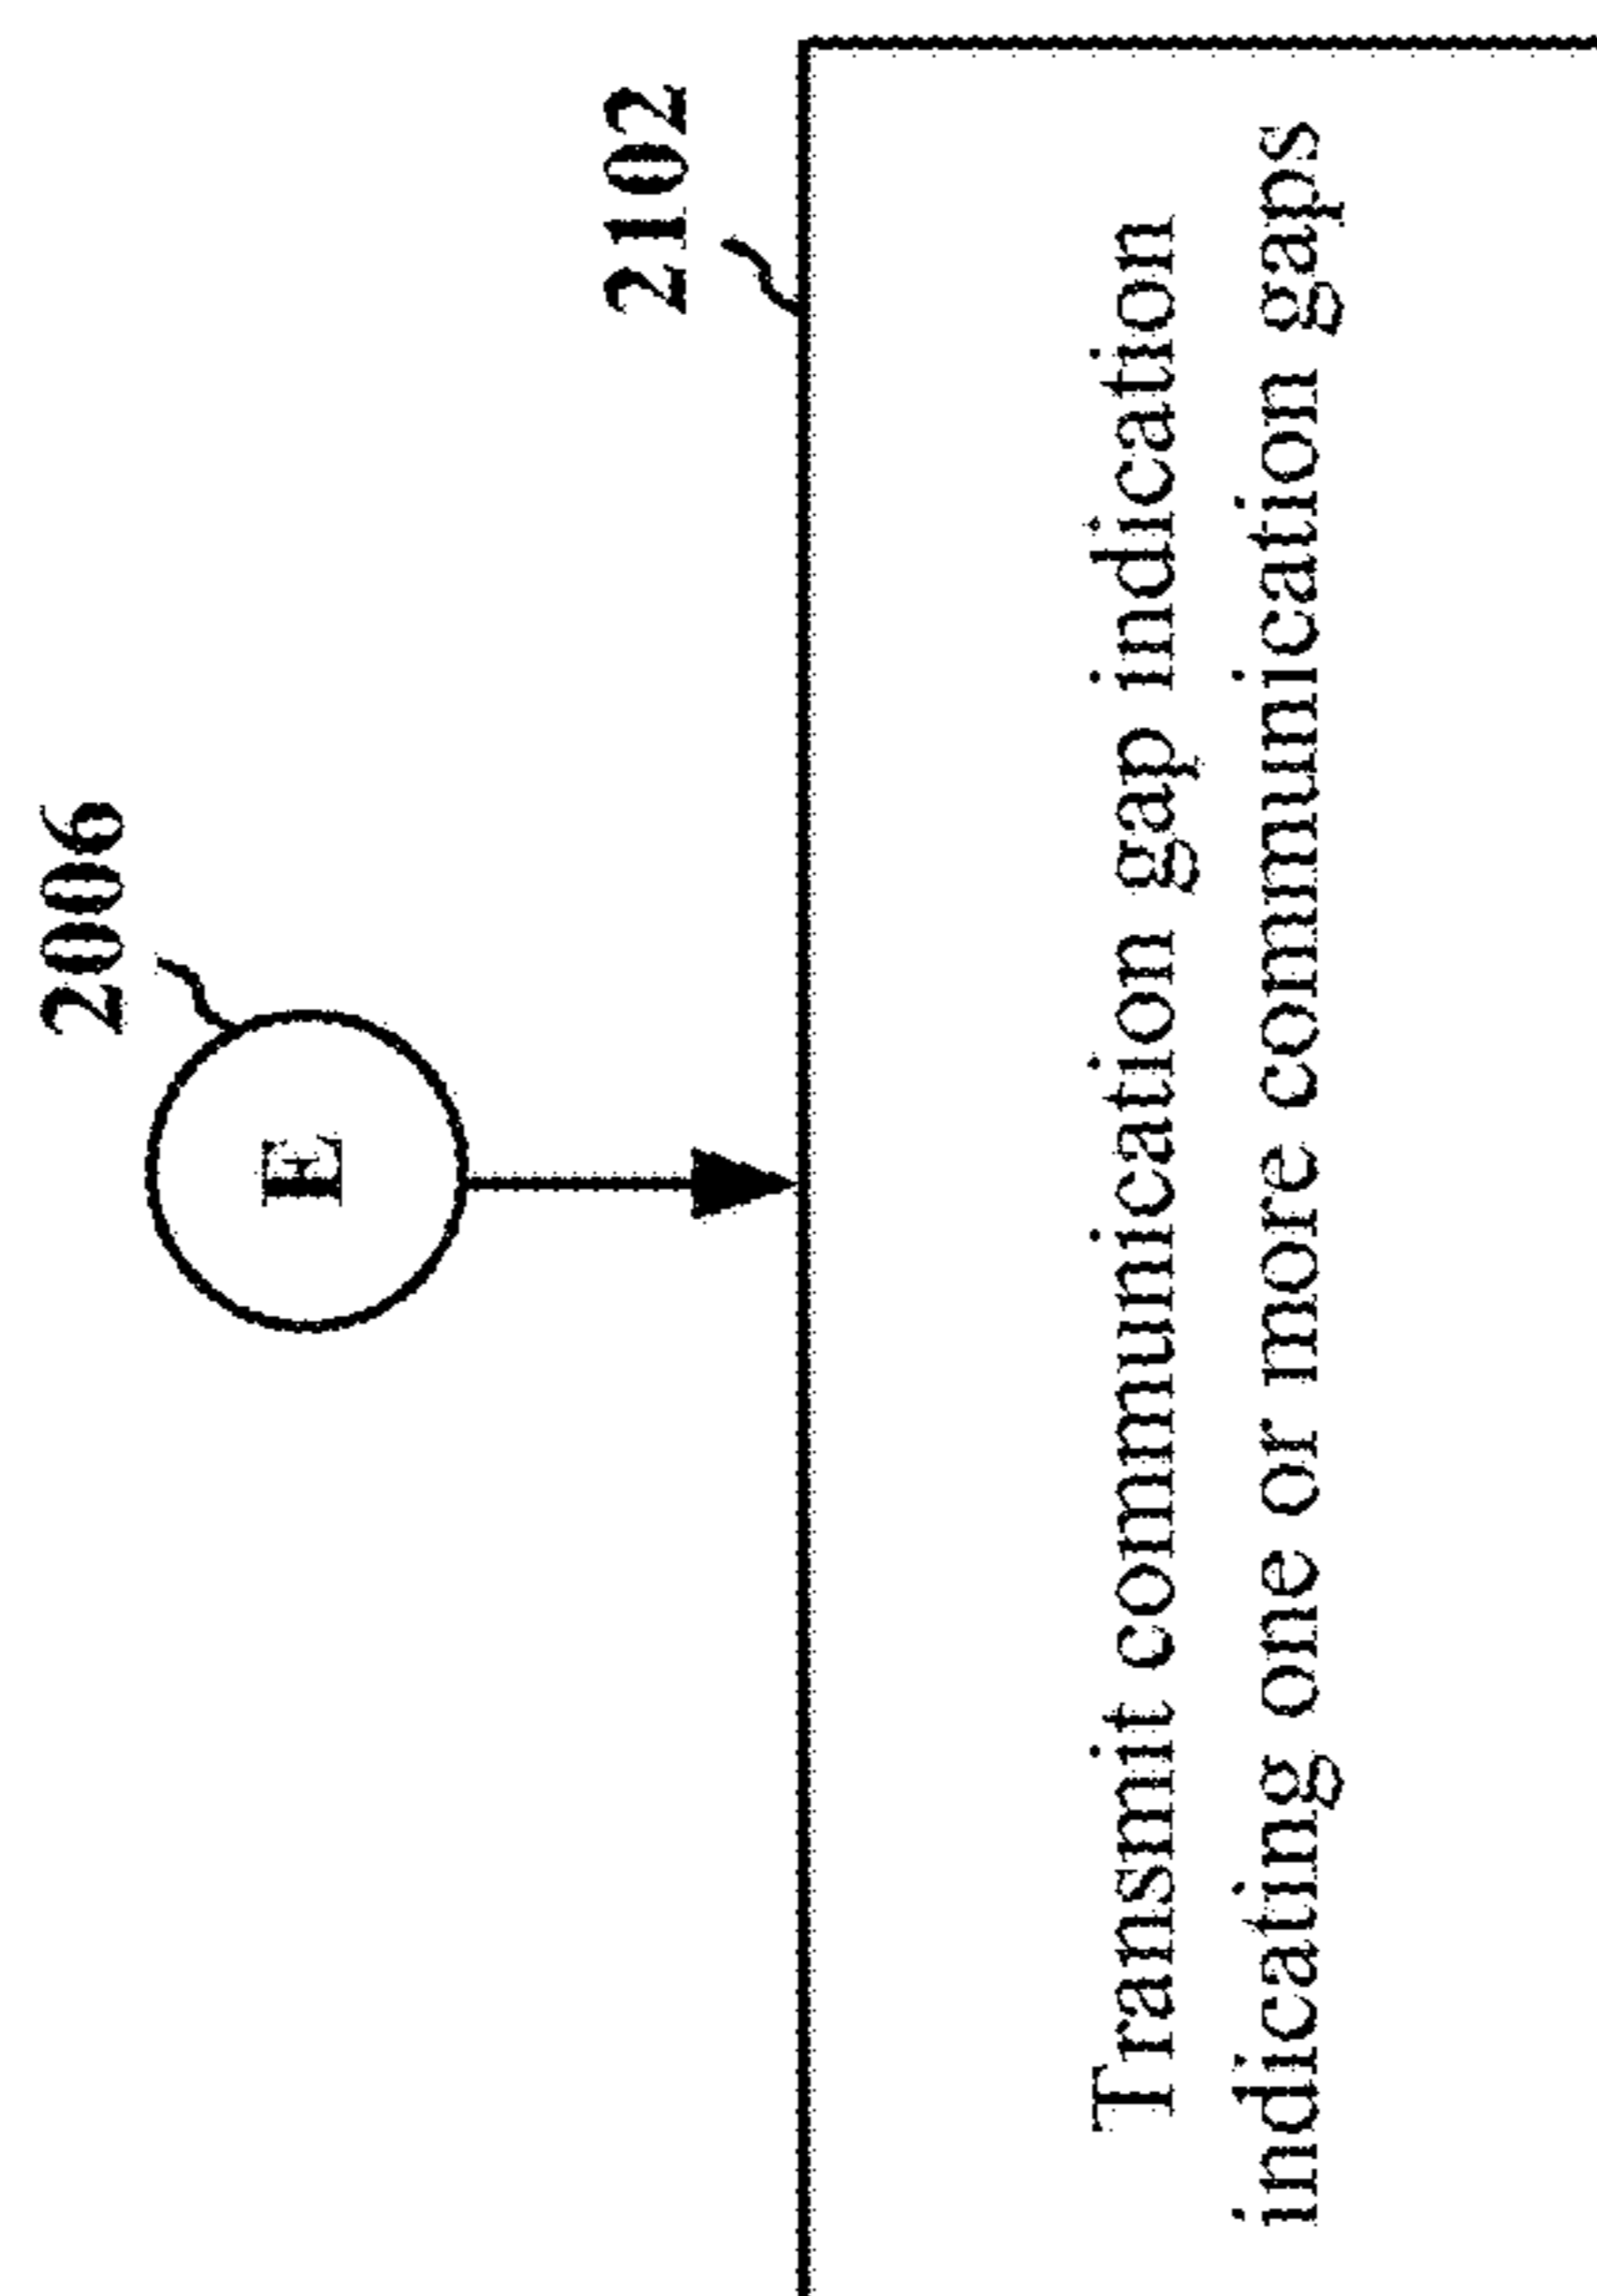 2006
E
2102
Transmit communication gap indication
indicating one or more communication gaps